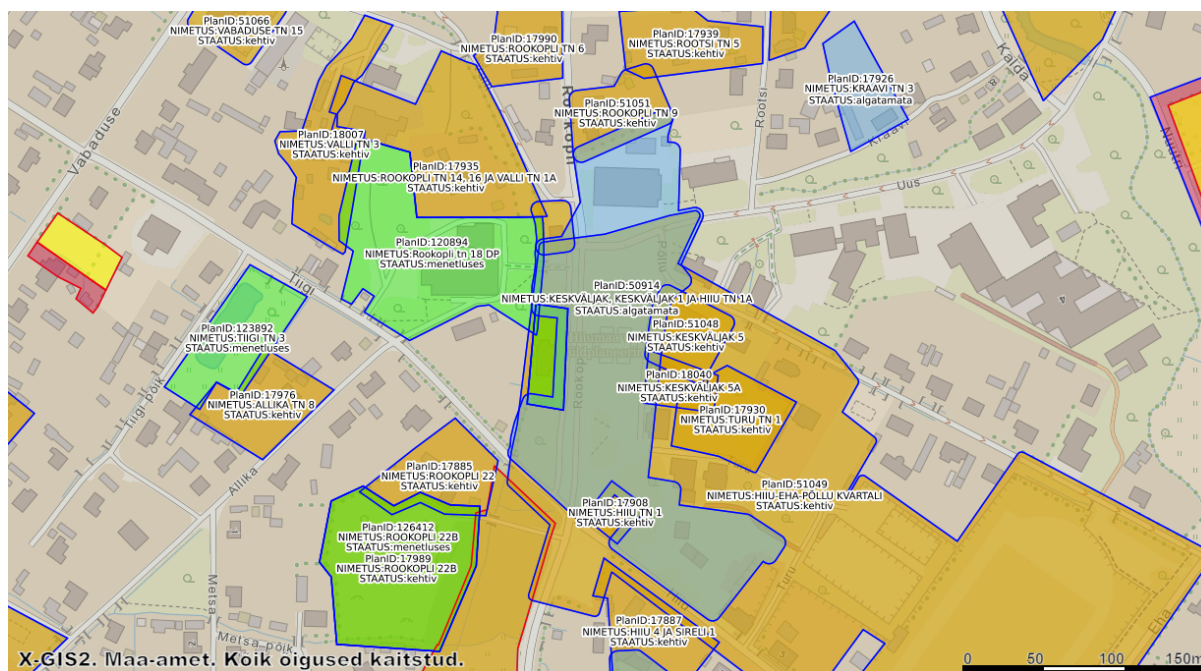 PlanID:51066
NIMETUS:VABADUSE TN 15
STAATUS:kehtiv
PlanID:17990
NIMETUS:ROOKOPLI TN 6
STAATUS:kehtiv
PlanID:17939
NIMETUS:ROOTSI TN 5
STAATUS:kehtiv
Kalda
PlanID:17926
NIMETUS:KRAAVI TN 3
STAATUS:algatamata
Rookopli
PlanID:51051
NIMETUS:ROOKOPLI TN 9
STAATUS:kehtiv
Rootsi
Kraavi
Nuutri
Vabaduse
PlanID:18007
NIMETUS:VALLI TN 3
STAATUS:kehtiv
PlanID:17935
NIMETUS:ROOKOPLI TN 14, 16 JA VALLI TN 1A
STAATUS:kehtiv
Uus
PlanID:120894
NIMETUS:Rookopli tn 18 DP
STAATUS:menetluses
Põllu
Tiigi
PlanID:50914
NIMETUS:KESKVÄLJAK, KESKVÄLJAK 1 JA HIIU TN 1A
STAATUS:algatamata
PlanID:123892
NIMETUS:TIIGI TN 3
STAATUS:menetluses
PlanID:51048
NIMETUS:KESKVÄLJAK 5
STAATUS:kehtiv
Rookopli
PlanID:18040
NIMETUS:KESKVÄLJAK 5A
STAATUS:kehtiv
PlanID:17976
NIMETUS:ALLIKA TN 8
STAATUS:kehtiv
PlanID:17930
NIMETUS:TURU TN 1
STAATUS:kehtiv
Tiigi-põik
Allika
PlanID:17885
NIMETUS:ROOKOPLI 22
STAATUS:kehtiv
PlanID:51049
NIMETUS:HIIU-EHA-PÕLLU KVARTALI
STAATUS:kehtiv
PlanID:17908
NIMETUS:HIIU TN 1
STAATUS:kehtiv
PlanID:126412
NIMETUS:ROOKOPLI 22B
STAATUS:menetluses
PlanID:17989
NIMETUS:ROOKOPLI 22B
STAATUS:kehtiv
Metsa
Turu
Hiiu
Eha
PlanID:17887
NIMETUS:HIIU 4 JA SIRELI 1
STAATUS:kehtiv
Metsa-põik
X-GIS2. Maa-amet. Koik oigused kaitstud.
0 50 100 150m